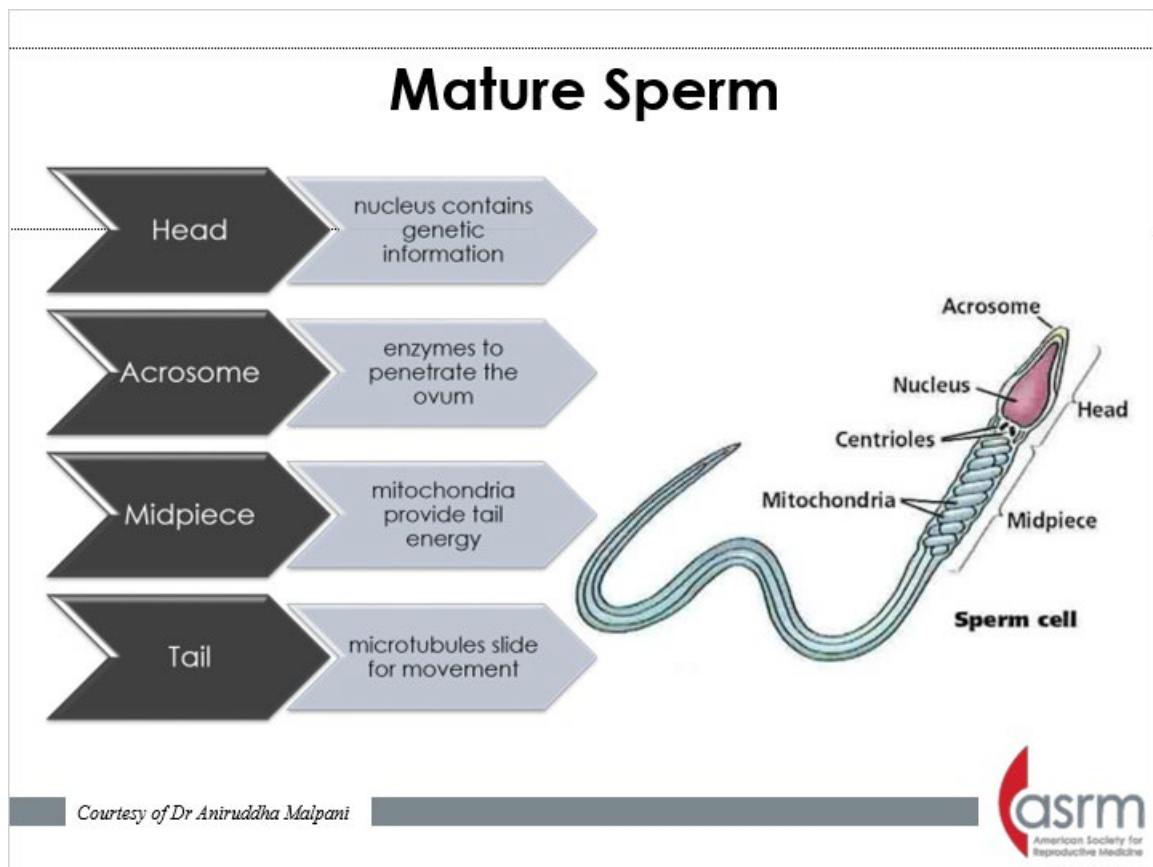 Mature Sperm
Head
nucleus contains
genetic
information
Acrosome
enzymes to
penetrate the
ovum
Midpiece
mitochondria
provide tail
energy
Tail
microtubules slide
for movement
Acrosome
Nucleus
Head
Centrioles
Mitochondria
Midpiece
Sperm cell
Courtesy of Dr Aniruddha Malpani
asrm
American Society for
Reproductive Medicine